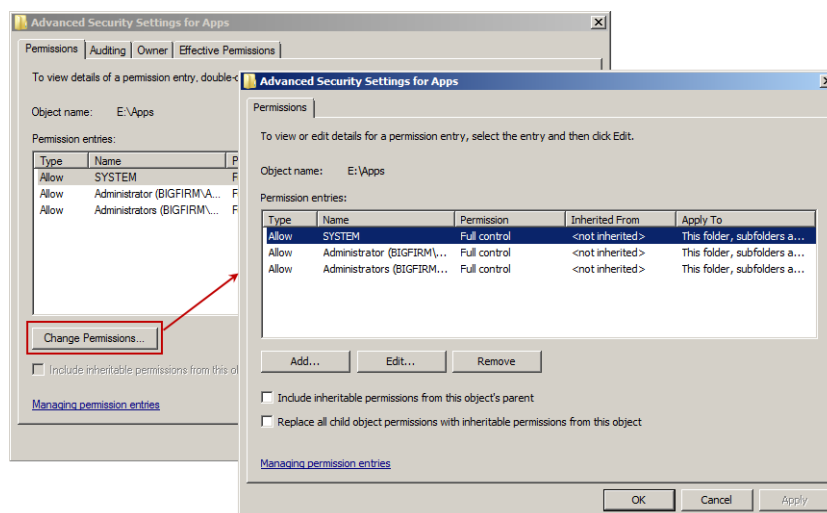 Advanced Security Settings for Apps
Permissions Auditing Owner Effective Permissions
To view details of a permission entry, double-
Object name: E:\Apps
Permission entries:
Type Name P
Allow SYSTEM F
Allow Administrator (BIGFIRM\A... F
Allow Administrators (BIGFIRM\... F
Change Permissions...
Include inheritable permissions from this
Managing permission entries
Advanced Security Settings for Apps
Permissions
To view or edit details for a permission entry, select the entry and then click Edit.
Object name: E:\Apps
Permission entries:
Type Name Permission Inherited From Apply To
Allow SYSTEM Full control <not inherited> This folder, subfolders a...
Allow Administrator (BIGFIRM\... Full control <not inherited> This folder, subfolders a...
Allow Administrators (BIGFIRM... Full control <not inherited> This folder, subfolders a...
Add... Edit... Remove
Include inheritable permissions from this object's parent
Replace all child object permissions with inheritable permissions from this object
Managing permission entries
OK Cancel Apply